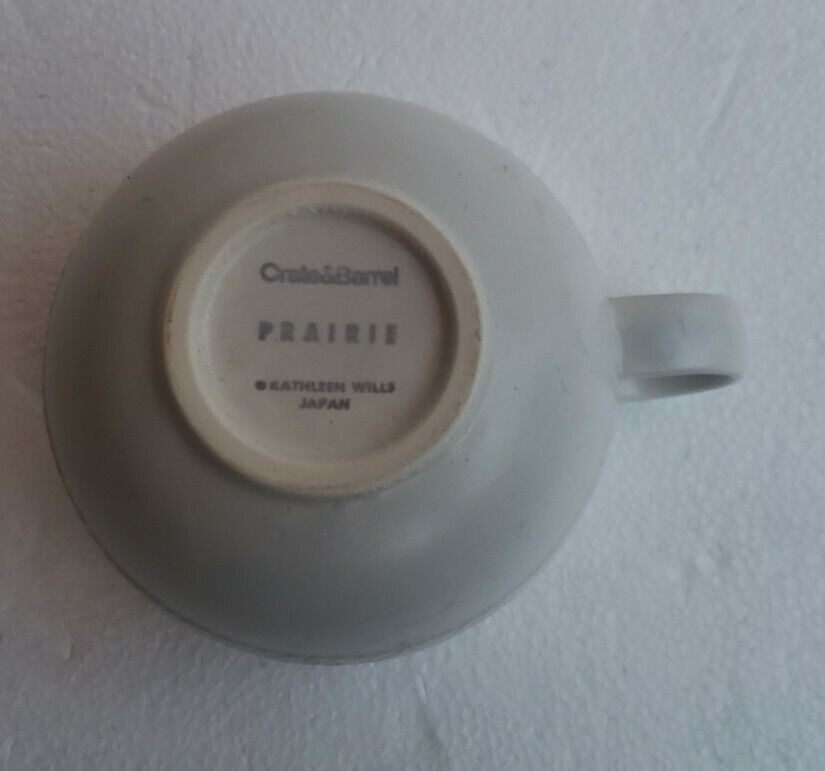 Crate&Barrel
PRAIRIE
© KATHLEEN WILLS
JAPAN